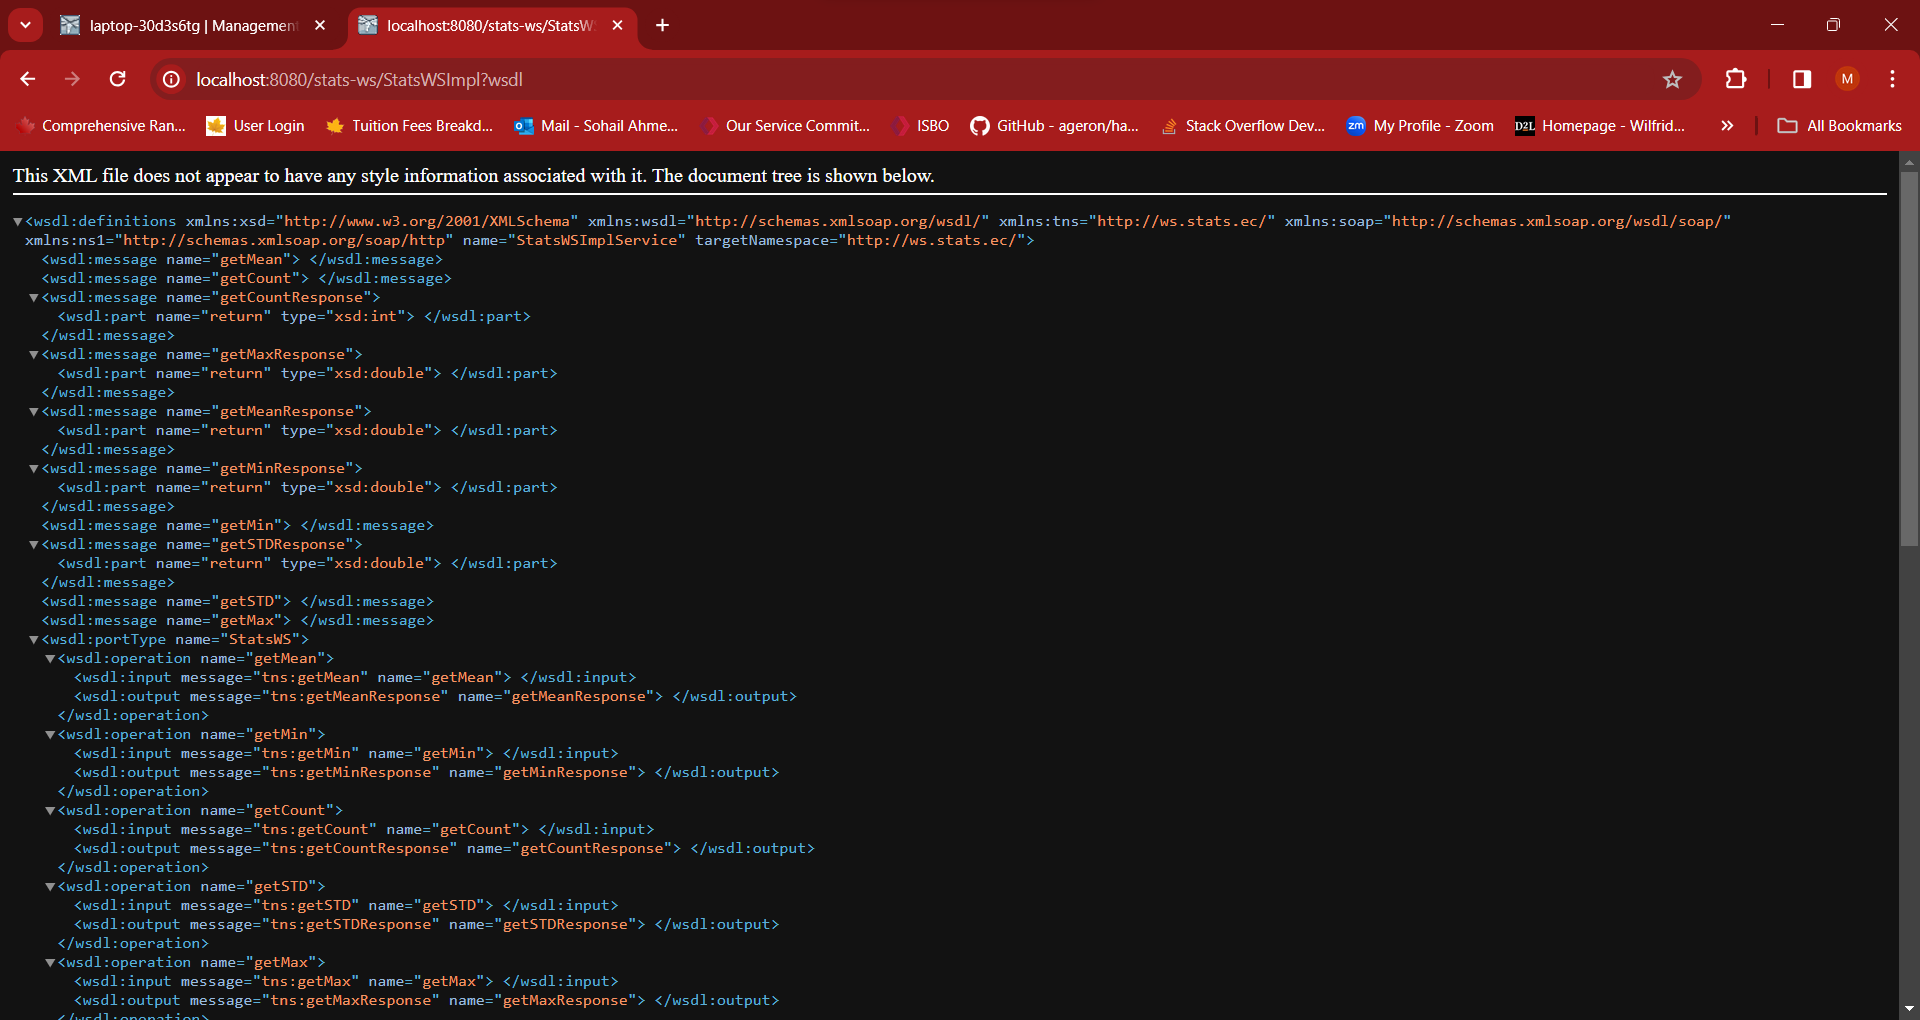 laptop-30d3s6tg | Management
localhost:8080/stats-ws/StatsW
localhost:8080/stats-ws/StatsWSImpl?wsdl
M
Comprehensive Ran...
User Login
Tuition Fees Breakd...
Mail - Sohail Ahme...
Our Service Commit...
ISBO
GitHub - ageron/ha...
Stack Overflow Dev...
zm
My Profile - Zoom
D2L
Homepage - Wilfrid...
All Bookmarks
This XML file does not appear to have any style information associated with it. The document tree is shown below.
<wsdl:definitions xmlns:xsd="http://www.w3.org/2001/XMLSchema" xmlns:wsdl="http://schemas.xmlsoap.org/wsdl/" xmlns:tns="http://ws.stats.ec/" xmlns:soap="http://schemas.xmlsoap.org/wsdl/soap/"
xmlns:ns1="http://schemas.xmlsoap.org/soap/http" name="StatsWSImplService" targetNamespace="http://ws.stats.ec/">
<wsdl:message name="getMean"> </wsdl:message>
<wsdl:message name="getCount"> </wsdl:message>
<wsdl:message name="getCountResponse">
<wsdl:part name="return" type="xsd:int"> </wsdl:part>
</wsdl:message>
<wsdl:message name="getMaxResponse">
<wsdl:part name="return" type="xsd:double"> </wsdl:part>
</wsdl:message>
<wsdl:message name="getMeanResponse">
<wsdl:part name="return" type="xsd:double"> </wsdl:part>
</wsdl:message>
<wsdl:message name="getMinResponse">
<wsdl:part name="return" type="xsd:double"> </wsdl:part>
</wsdl:message>
<wsdl:message name="getMin"> </wsdl:message>
<wsdl:message name="getSTDResponse">
<wsdl:part name="return" type="xsd:double"> </wsdl:part>
</wsdl:message>
<wsdl:message name="getSTD"> </wsdl:message>
<wsdl:message name="getMax"> </wsdl:message>
<wsdl:portType name="StatsWS">
<wsdl:operation name="getMean">
<wsdl:input message="tns:getMean" name="getMean"> </wsdl:input>
<wsdl:output message="tns:getMeanResponse" name="getMeanResponse"> </wsdl:output>
</wsdl:operation>
<wsdl:operation name="getMin">
<wsdl:input message="tns:getMin" name="getMin"> </wsdl:input>
<wsdl:output message="tns:getMinResponse" name="getMinResponse"> </wsdl:output>
</wsdl:operation>
<wsdl:operation name="getCount">
<wsdl:input message="tns:getCount" name="getCount"> </wsdl:input>
<wsdl:output message="tns:getCountResponse" name="getCountResponse"> </wsdl:output>
</wsdl:operation>
<wsdl:operation name="getSTD">
<wsdl:input message="tns:getSTD" name="getSTD"> </wsdl:input>
<wsdl:output message="tns:getSTDResponse" name="getSTDResponse"> </wsdl:output>
</wsdl:operation>
<wsdl:operation name="getMax">
<wsdl:input message="tns:getMax" name="getMax"> </wsdl:input>
<wsdl:output message="tns:getMaxResponse" name="getMaxResponse"> </wsdl:output>
</wsdl:operation>